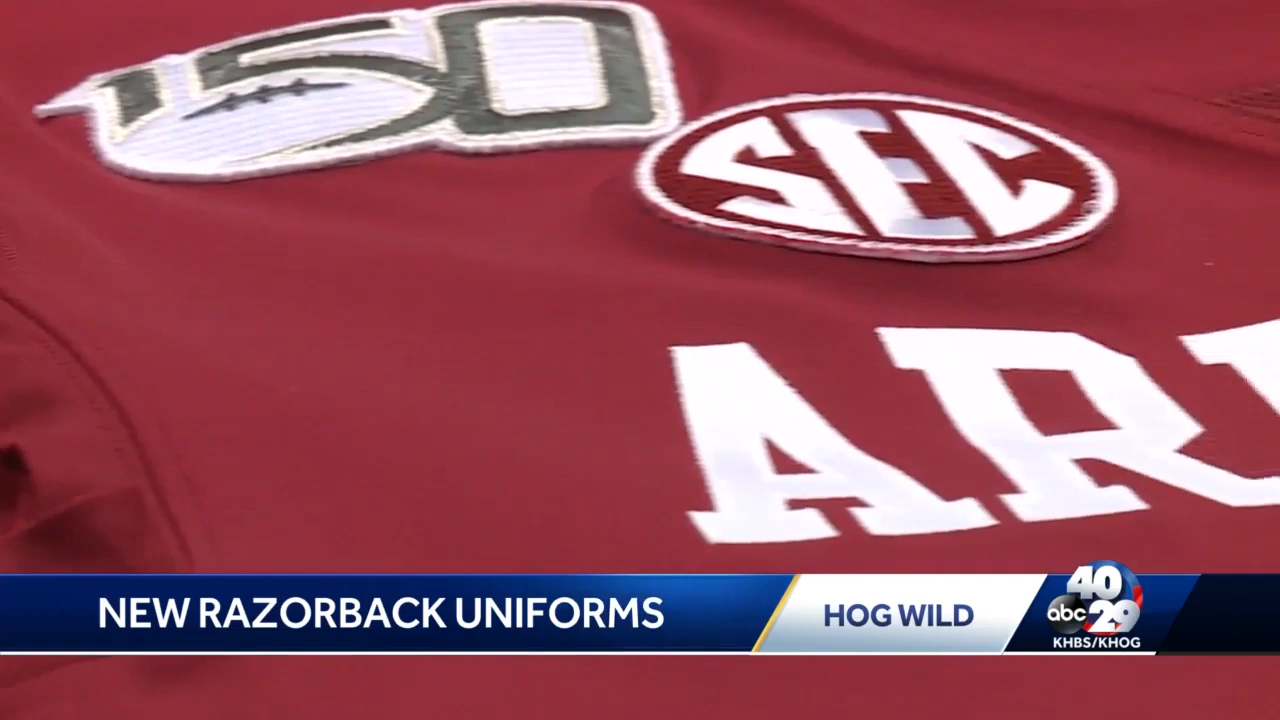 150
SEC
AR
NEW RAZORBACK UNIFORMS
HOG WILD
40
29
abc
KHBS/KHOG